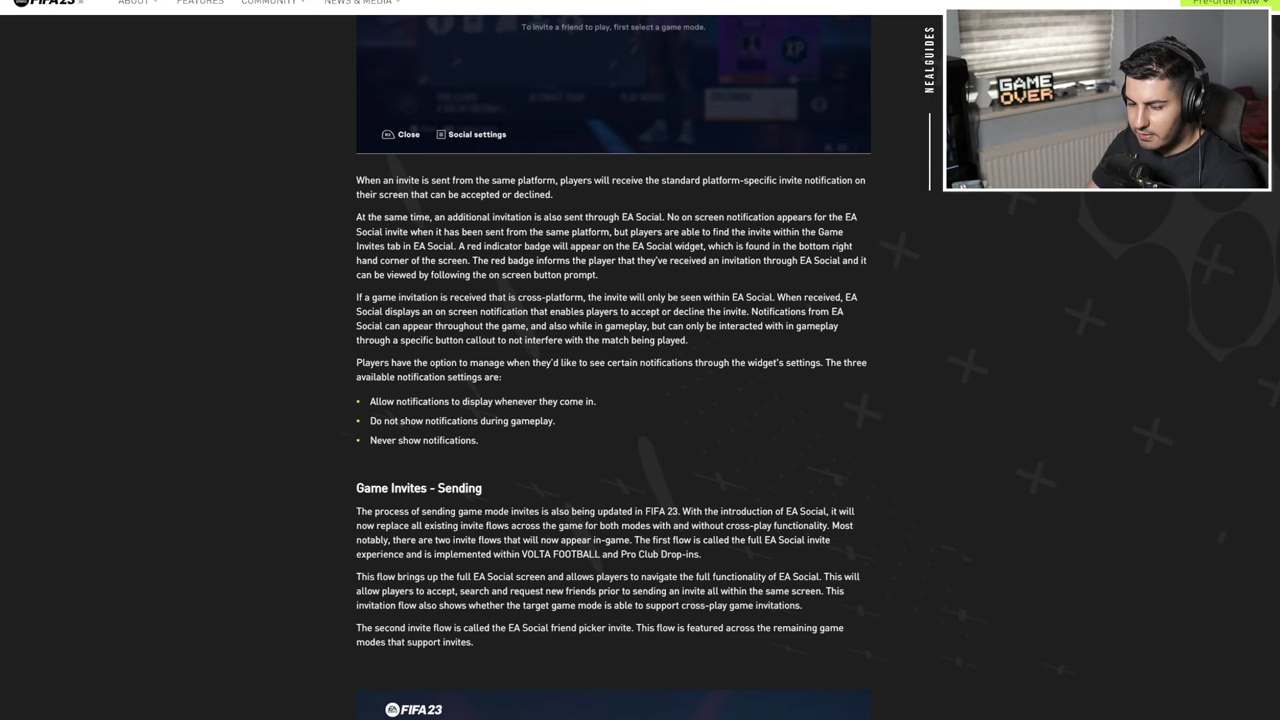 FIFA 23
ABOUT
FEATURES
COMMUNITY
NEWS & MEDIA
Pre-Order Now
To invite a friend to play, first select a game mode.
NEALGUIDES
GAME
OVER
XP
R3 Close
Social settings
When an invite is sent from the same platform, players will receive the standard platform-specific invite notification on
their screen that can be accepted or declined.
At the same time, an additional invitation is also sent through EA Social. No on screen notification appears for the EA
Social invite when it has been sent from the same platform, but players are able to find the invite within the Game
Invites tab in EA Social. A red indicator badge will appear on the EA Social widget, which is found in the bottom right
hand corner of the screen. The red badge informs the player that they've received an invitation through EA Social and it
can be viewed by following the on screen button prompt.
If a game invitation is received that is cross-platform, the invite will only be seen within EA Social. When received, EA
Social displays an on screen notification that enables players to accept or decline the invite. Notifications from EA
Social can appear throughout the game, and also while in gameplay, but can only be interacted with in gameplay
through a specific button callout to not interfere with the match being played.
Players have the option to manage when they'd like to see certain notifications through the widget's settings. The three
available notification settings are:
• Allow notifications to display whenever they come in.
• Do not show notifications during gameplay.
• Never show notifications.
Game Invites - Sending
The process of sending game mode invites is also being updated in FIFA 23. With the introduction of EA Social, it will
now replace all existing invite flows across the game for both modes with and without cross-play functionality. Most
notably, there are two invite flows that will now appear in-game. The first flow is called the full EA Social invite
experience and is implemented within VOLTA FOOTBALL and Pro Club Drop-ins.
This flow brings up the full EA Social screen and allows players to navigate the full functionality of EA Social. This will
allow players to accept, search and request new friends prior to sending an invite all within the same screen. This
invitation flow also shows whether the target game mode is able to support cross-play game invitations.
The second invite flow is called the EA Social friend picker invite. This flow is featured across the remaining game
modes that support invites.
FIFA 23